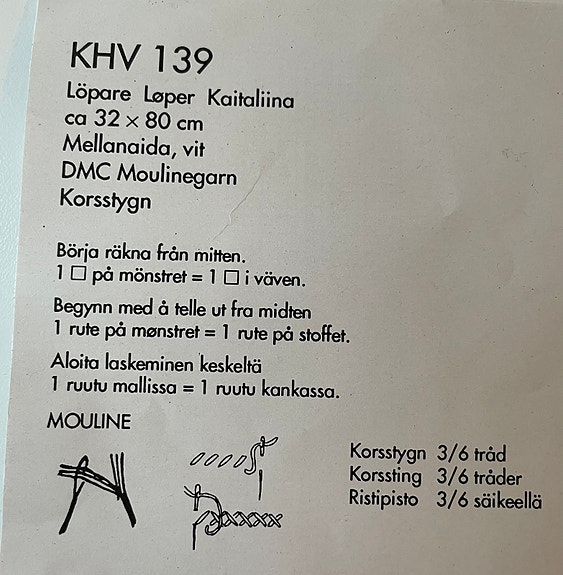 KHV 139
Löpare Løper Kaitaliina
ca 32 × 80 cm
Mellanaida, vit
DMC Moulinegarn
Korsstygn
Börja räkna från mitten.
1 □ på mönstret = 1 □ i väven.
Begynn med å telle ut fra midten
1 rute på mønstret = 1 rute på stoffet.
Aloita laskeminen keskeltä
1 ruutu mallissa = 1 ruutu kankassa.
MOULINE
Korsstygn 3/6 tråd
Korssting 3/6 tråder
Ristipisto 3/6 säikeellä